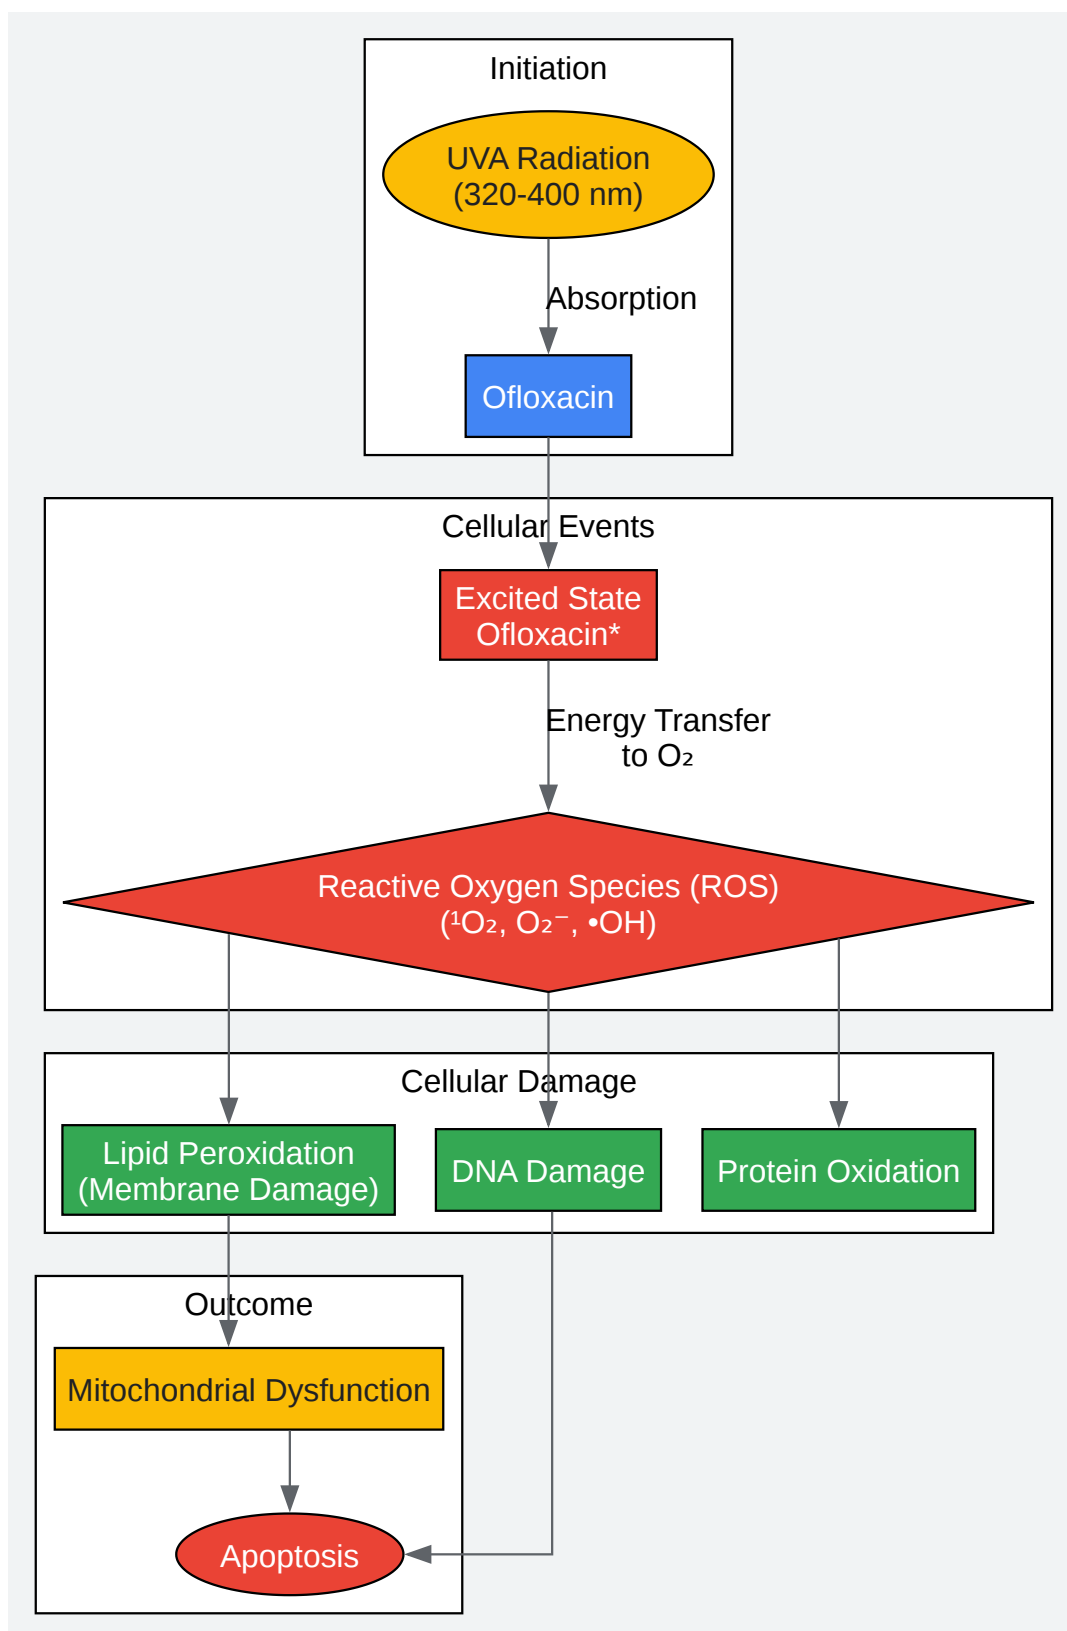 Initiation
UVA Radiation
(320-400 nm)
Absorption
Ofloxacin
Cellular Events
Excited State
Ofloxacin*
Energy Transfer
to O₂
Reactive Oxygen Species (ROS)
(¹O₂, O₂⁻, •OH)
Cellular Damage
Lipid Peroxidation
(Membrane Damage)
DNA Damage
Protein Oxidation
Outcome
Mitochondrial Dysfunction
Apoptosis